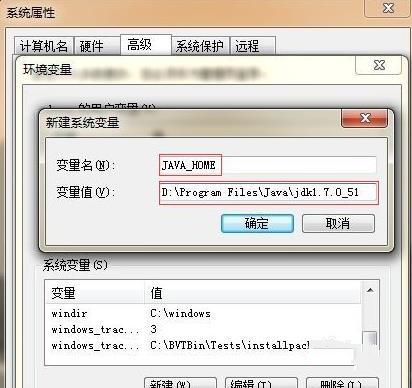 系统属性
计算机名 硬件 高级 系统保护 远程
环境变量
的用户变量(U)
新建系统变量
变量名(N): JAVA_HOME
变量值(V): D:\Program Files\Java\jdk1.7.0_51
确定 取消
系统变量(S)
变量 值
windir C:\windows
windows_trac... 3
windows_trac... C:\BVTBin\Tests\installpac
新建(W)... 编辑(I)... 删除(L)